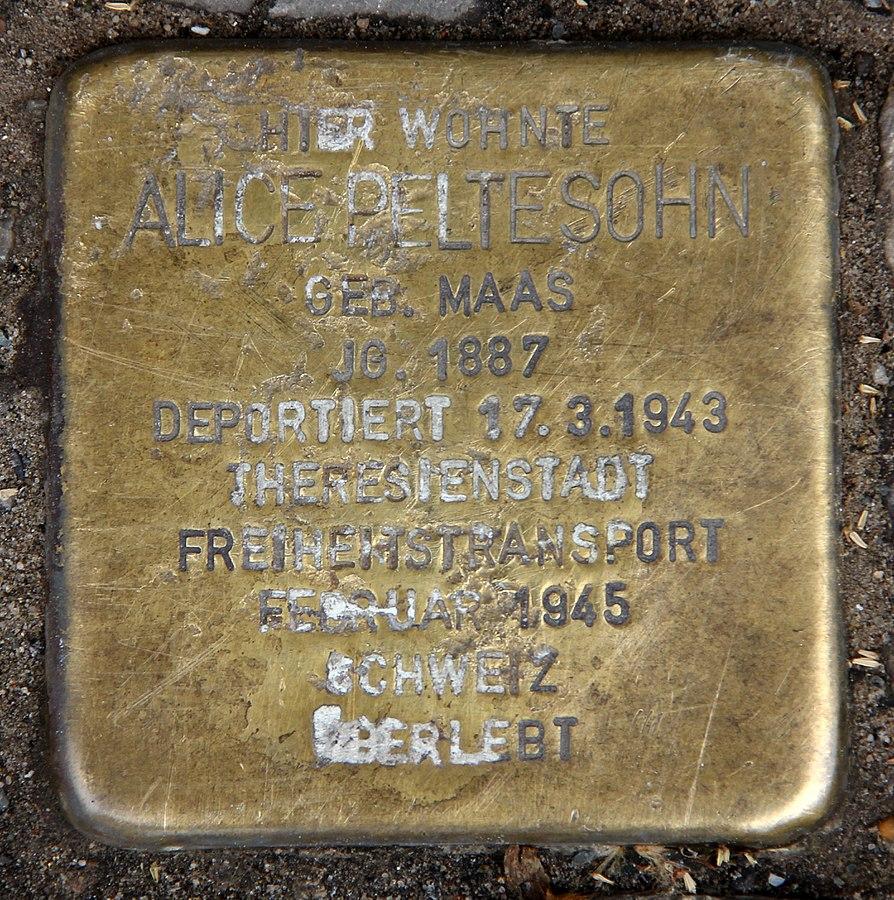 HIER WOHNTE
ALICE PELTESOHN
GEB. MAAS
JG. 1887
DEPORTIERT 17.3.1943
THERESIENSTADT
FREIHEITSTRANSPORT
FEBRUAR 1945
SCHWEIZ
ÜBERLEBT